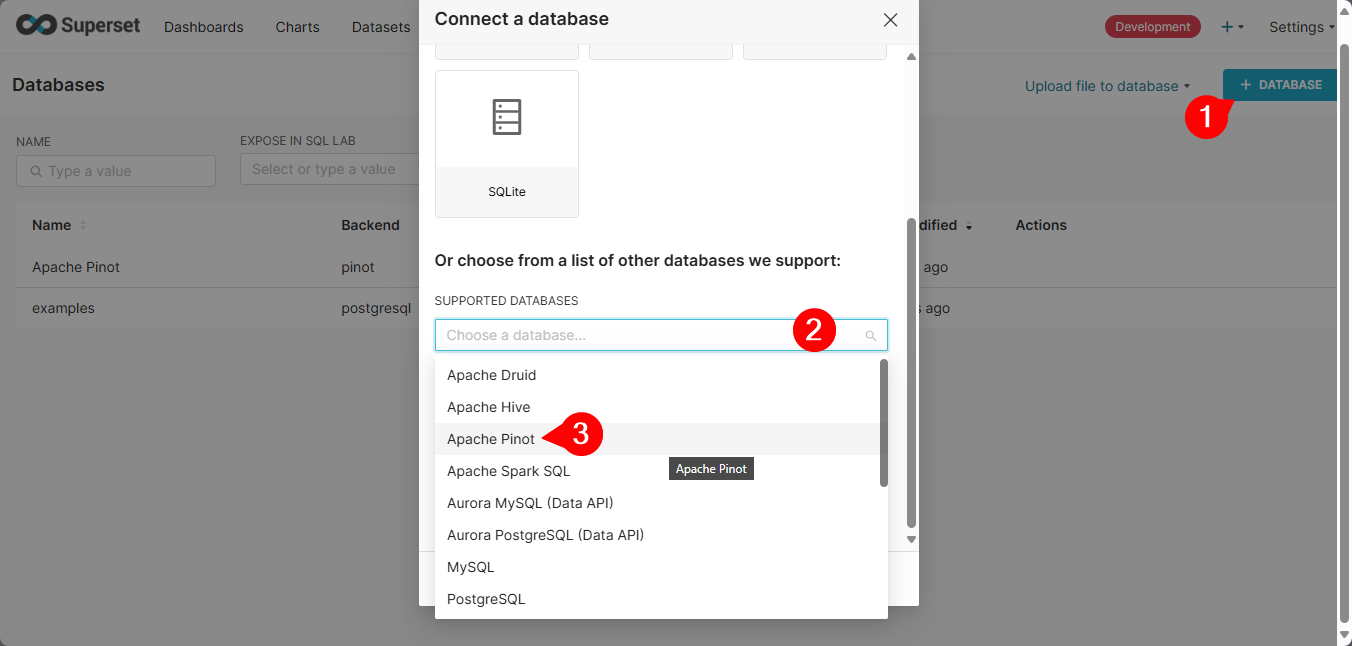 Superset Dashboards Charts Datasets Development + Settings
Connect a database
Databases
Upload file to database + DATABASE
1
NAME EXPOSE IN SQL LAB
Type a value Select or type a value
Name Backend dified Actions
Apache Pinot pinot ago
examples postgresql ago
SQLite
Or choose from a list of other databases we support:
SUPPORTED DATABASES
Choose a database...
2
Apache Druid
Apache Hive
Apache Pinot
3
Apache Spark SQL
Apache Pinot
Aurora MySQL (Data API)
Aurora PostgreSQL (Data API)
MySQL
PostgreSQL